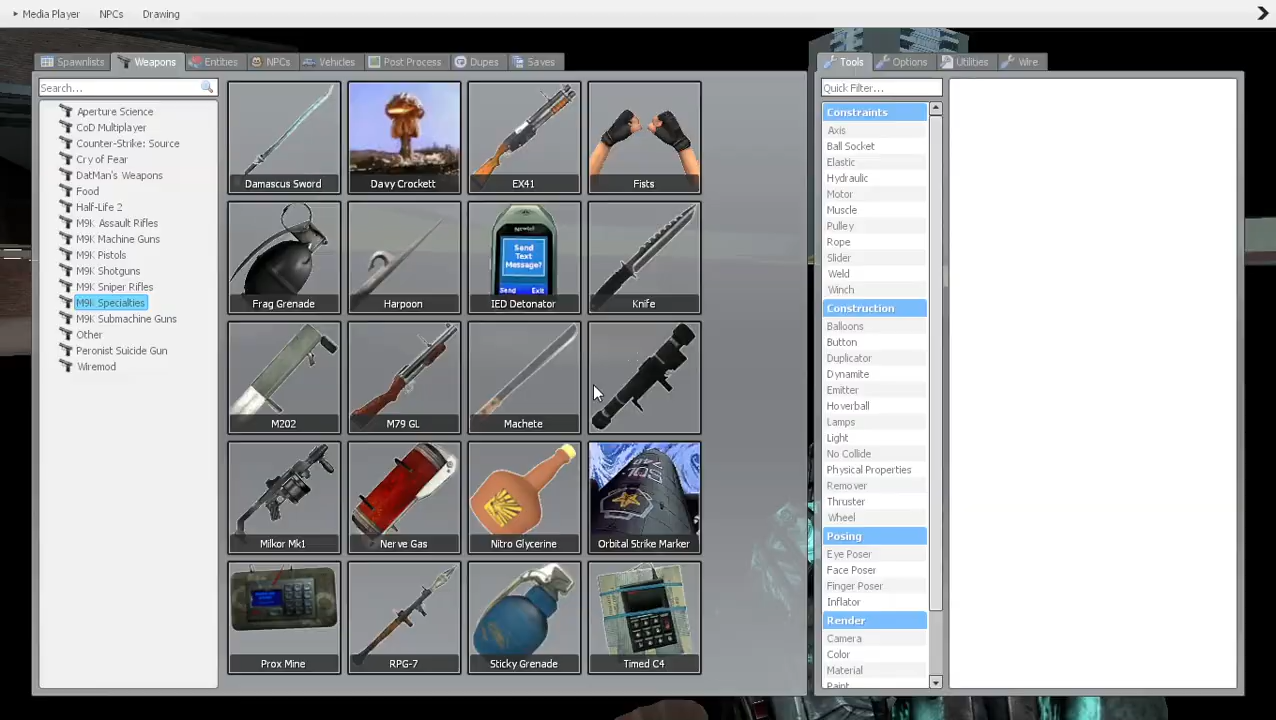 Media Player NPCs Drawing
Spawnlists Weapons Entities NPCs Vehicles Post Process Dupes Saves
Search...
Aperture Science
CoD Multiplayer
Counter-Strike: Source
Cry of Fear
DatMan's Weapons
Food
Half-Life 2
M9K Assault Rifles
M9K Machine Guns
M9K Pistols
M9K Shotguns
M9K Sniper Rifles
M9K Specialties
M9K Submachine Guns
Other
Peronist Suicide Gun
Wiremod
Damascus Sword Davy Crockett EX41 Fists
Send
Text
Message?
Send Exit
Frag Grenade Harpoon IED Detonator Knife
M202 M79 GL Machete
Milkor Mk1 Nerve Gas Nitro Glycerine Orbital Strike Marker
Prox Mine RPG-7 Sticky Grenade Timed C4
Tools Options Utilities Wire
Quick Filter...
Constraints
Axis
Ball Socket
Elastic
Hydraulic
Motor
Muscle
Pulley
Rope
Slider
Weld
Winch
Construction
Balloons
Button
Duplicator
Dynamite
Emitter
Hoverball
Lamps
Light
No Collide
Physical Properties
Remover
Thruster
Wheel
Posing
Eye Poser
Face Poser
Finger Poser
Inflator
Render
Camera
Color
Material
Paint